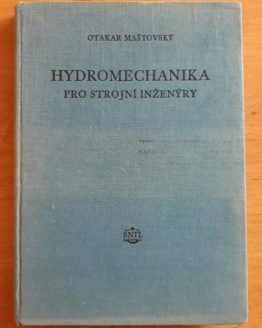 OTAKAR MAŠTOVSKÝ
HYDROMECHANIKA
PRO STROJNÍ INŽENÝRY
SNTL